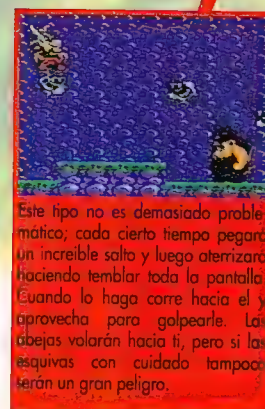 Este tipo no es demasiado proble-
mático; cada cierto tiempo pegará
un increible salto y luego aterrizará
haciendo temblar toda la pantalla.
Cuando lo haga corre hacia el y
aprovecha para golpearle. Las
abejas volarán hacia ti, pero si las
esquivas con cuidado tampoco
serán un gran peligro.